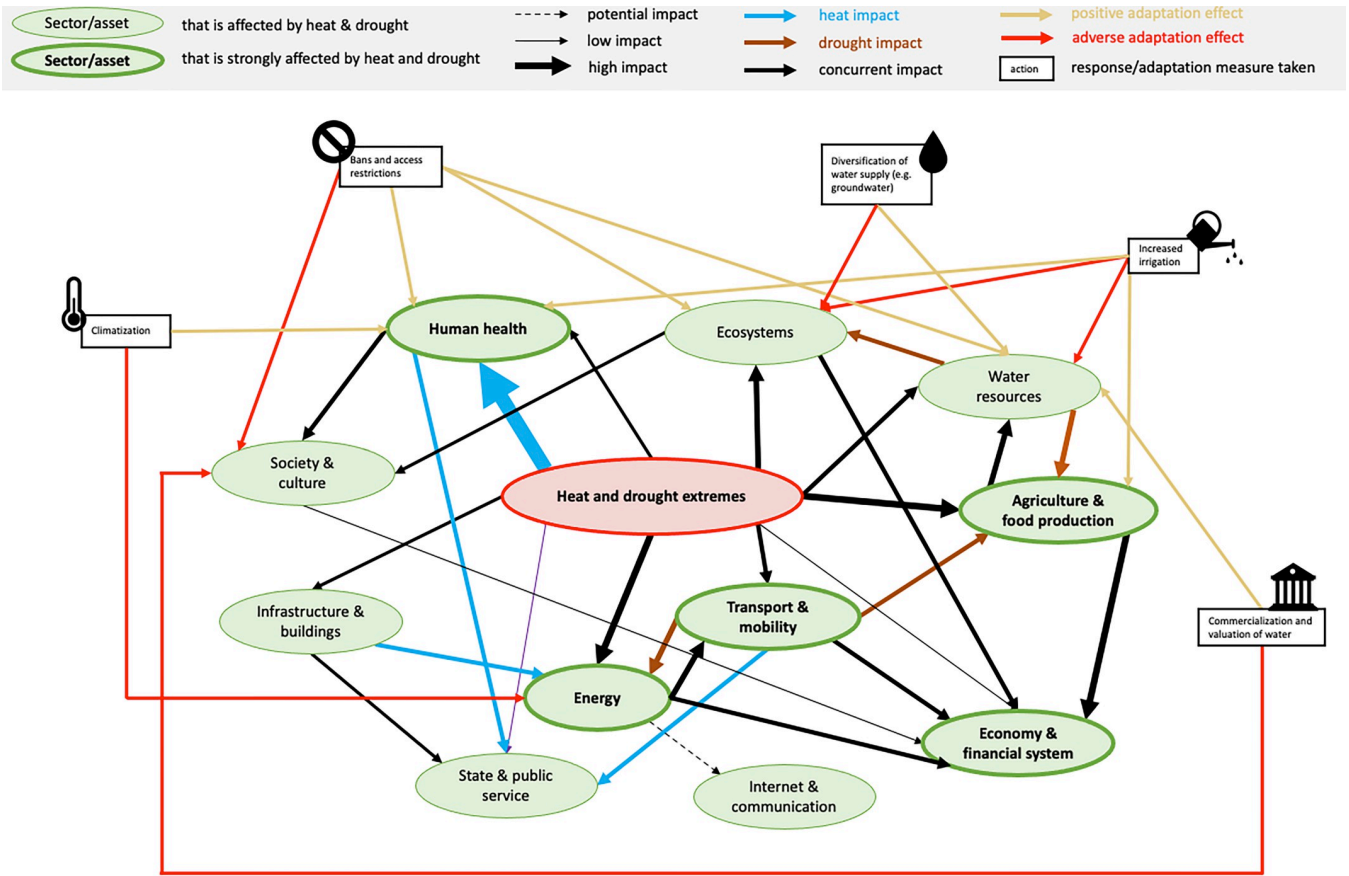 Sector/asset
that is affected by heat & drought
Sector/asset
that is strongly affected by heat and drought
potential impact
low impact
high impact
heat impact
drought impact
concurrent impact
positive adaptation effect
adverse adaptation effect
action
response/adaptation measure taken
Bans and access
restrictions
Diversification of
water supply (e.g.
groundwater)
Increased
irrigation
Climatization
Human health
Ecosystems
Water
resources
Society &
culture
Heat and drought extremes
Agriculture &
food production
Infrastructure &
buildings
Transport &
mobility
Commercialization and
valuation of water
Energy
Economy &
financial system
State & public
service
Internet &
communication